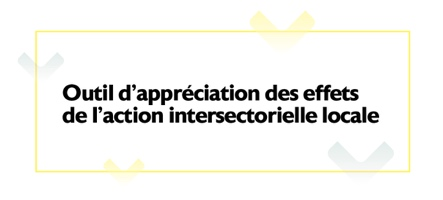 Outil d’appréciation des effets
de l’action intersectorielle locale